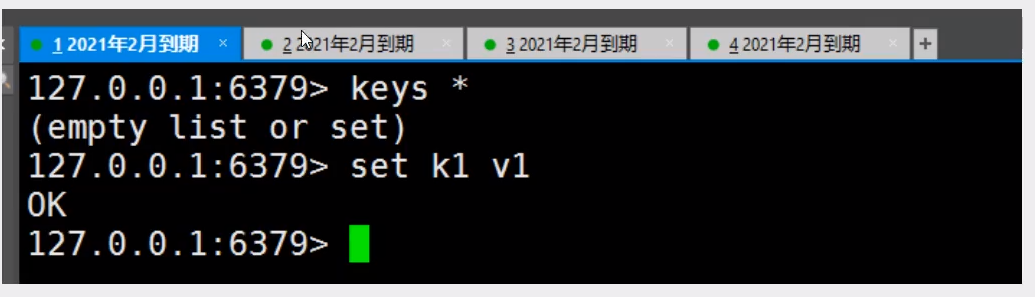 1 2021年2月到期 × 2 2021年2月到期 × 3 2021年2月到期 × 4 2021年2月到期 × +
127.0.0.1:6379> keys *
(empty list or set)
127.0.0.1:6379> set k1 v1
OK
127.0.0.1:6379>